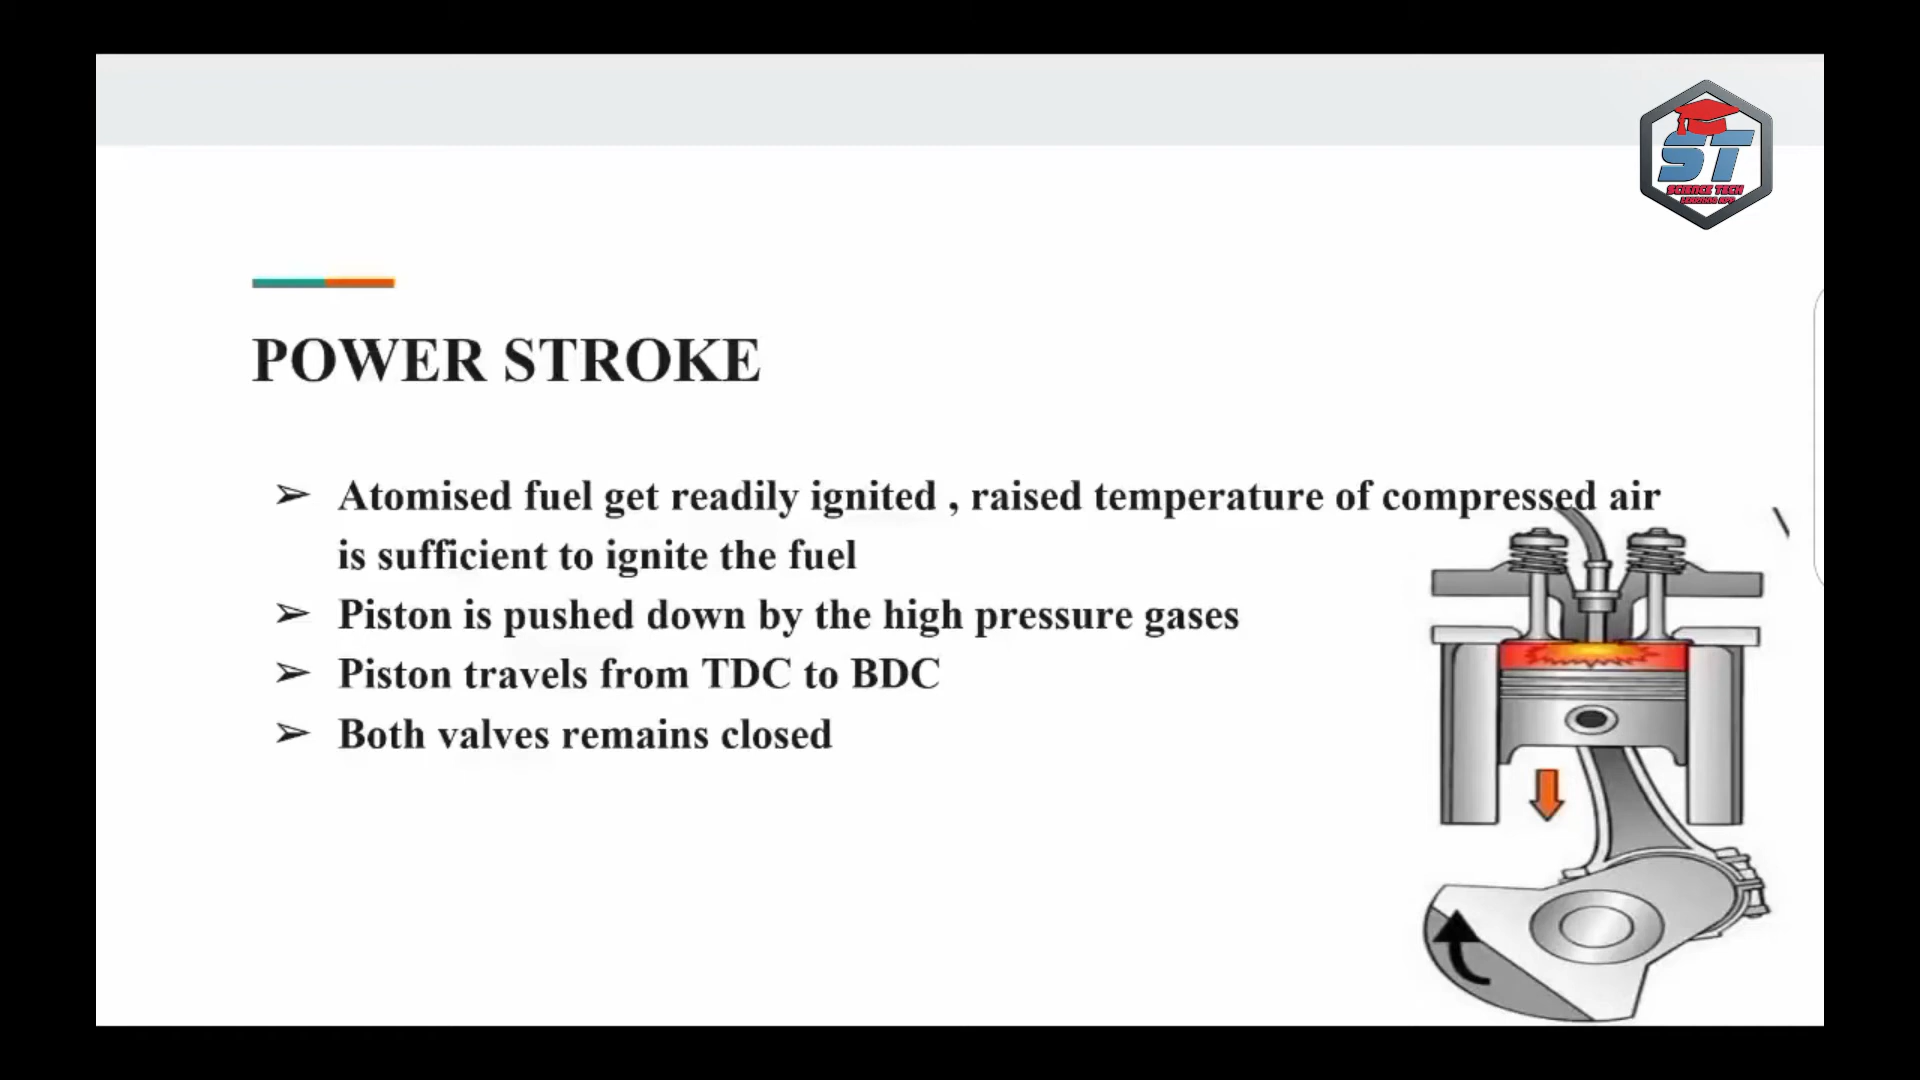 ST
SCIENCE TECH
LEARNING APP
POWER STROKE
➢ Atomised fuel get readily ignited , raised temperature of compressed air
is sufficient to ignite the fuel
➢ Piston is pushed down by the high pressure gases
➢ Piston travels from TDC to BDC
➢ Both valves remains closed